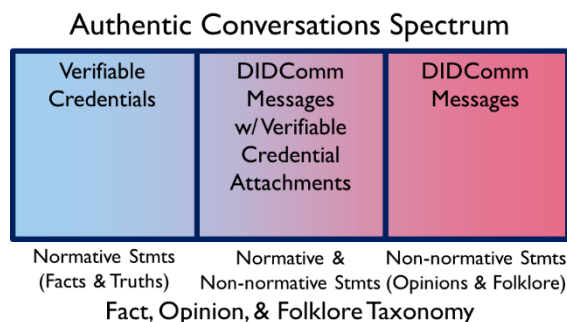 Authentic Conversations Spectrum
Verifiable
Credentials
DIDComm
Messages
w/ Verifiable
Credential
Attachments
DIDComm
Messages
Normative Stmts
(Facts & Truths)
Normative &
Non-normative Stmts
Non-normative Stmts
(Opinions & Folklore)
Fact, Opinion, & Folklore Taxonomy